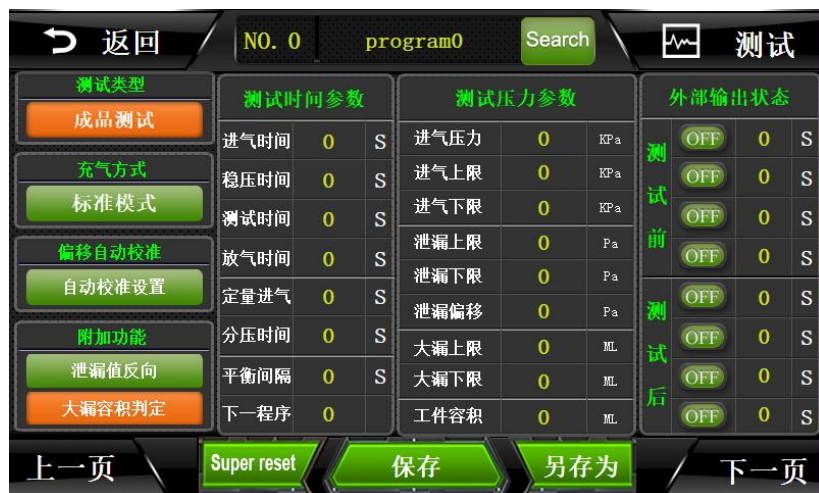 返回 NO. 0 program0 Search 测试
测试类型
成品测试
充气方式
标准模式
偏移自动校准
自动校准设置
附加功能
泄漏值反向
大漏容积判定
测试时间参数
进气时间 0 S
稳压时间 0 S
测试时间 0 S
放气时间 0 S
定量进气 0 S
分压时间 0 S
平衡间隔 0 S
下一程序 0
测试压力参数
进气压力 0 KPa
进气上限 0 KPa
进气下限 0 KPa
泄漏上限 0 Pa
泄漏下限 0 Pa
泄漏偏移 0 Pa
大漏上限 0 ML
大漏下限 0 ML
工件容积 0 ML
外部输出状态
测试前
OFF 0 S
OFF 0 S
OFF 0 S
OFF 0 S
测试后
OFF 0 S
OFF 0 S
OFF 0 S
OFF 0 S
上一页 Super reset 保存 另存为 下一页